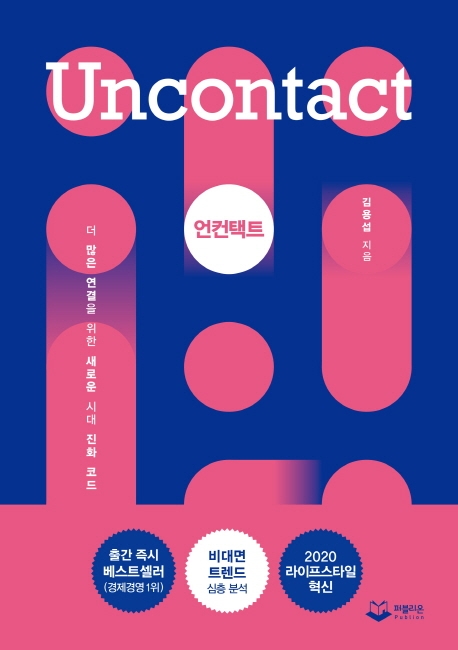 Uncontact
언컨택트
김용섭 지음
더 많은 연결을 위한 새로운 시대 진화 코드
출간 즉시
베스트셀러
(경제경영 1위)
비대면
트렌드
심층 분석
2020
라이프스타일
혁신
퍼블리온
Publion